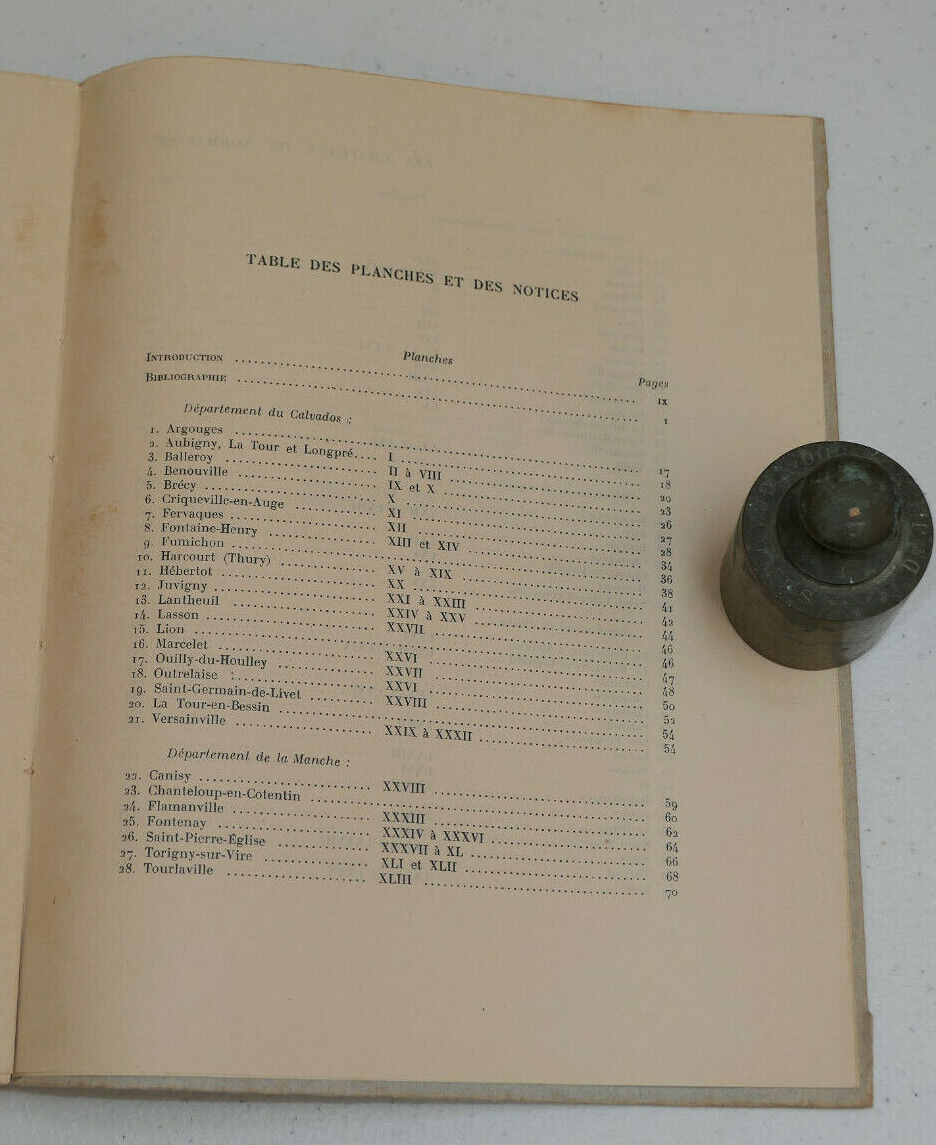 TABLE DES PLANCHES ET DES NOTICES
Planches
Pages
INTRODUCTION ........ IX
BIBLIOGRAPHIE ........ 1
Département du Calvados :
1. Argouges ........ 17
2. Aubigny, La Tour et Longpré .... I ........ 18
3. Balleroy ........ II à VIII ........ 20
4. Benouville ........ IX et X ........ 23
5. Brécy ........ X ........ 26
6. Criqueville-en-Auge ........ XI ........ 27
7. Fervaques ........ XII ........ 28
8. Fontaine-Henry ........ XIII et XIV ........ 34
9. Fumichon ........ 36
10. Harcourt (Thury) ........ XV à XIX ........ 38
11. Hébertot ........ XX ........ 41
12. Juvigny ........ XXI à XXIII ........ 42
13. Lantheuil ........ XXIV à XXV ........ 44
14. Lasson ........ XXVII ........ 46
15. Lion ........ 46
16. Marcelet ........ XXVI ........ 47
17. Ouilly-du-Houlley ........ XXVII ........ 48
18. Outrelaise : ........ XXVI ........ 50
19. Saint-Germain-de-Livet ........ XXVIII ........ 52
20. La Tour-en-Bessin ........ 54
21. Versainville ........ XXIX à XXXII ........ 54
Département de la Manche :
22. Canisy ........ XXVIII ........ 59
23. Chanteloup-en-Cotentin ........ 60
24. Flamanville ........ XXXIII ........ 62
25. Fontenay ........ XXXIV à XXXVI ........ 64
26. Saint-Pierre-Église ........ XXXVII à XL ........ 66
27. Torigny-sur-Vire ........ XLI et XLII ........ 68
28. Tourlaville ........ XLIII ........ 70